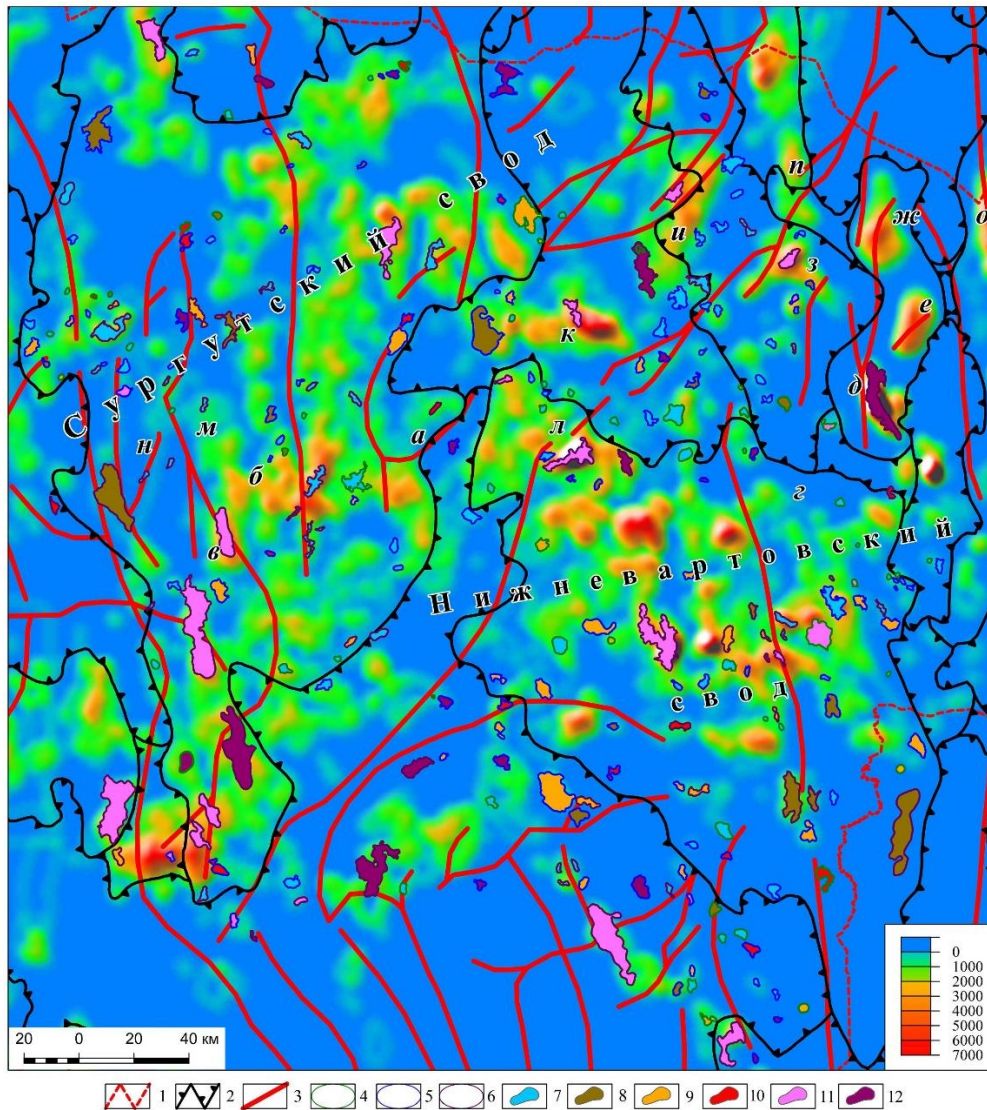 Сургутский свод
п
ж
о
и
з
е
к
д
а
л
м
н
б
г
в
Нижневартовский
свод
0
1000
2000
3000
4000
5000
6000
7000
20 0 20 40 км
1 2 3 4 5 6 7 8 9 10 11 12